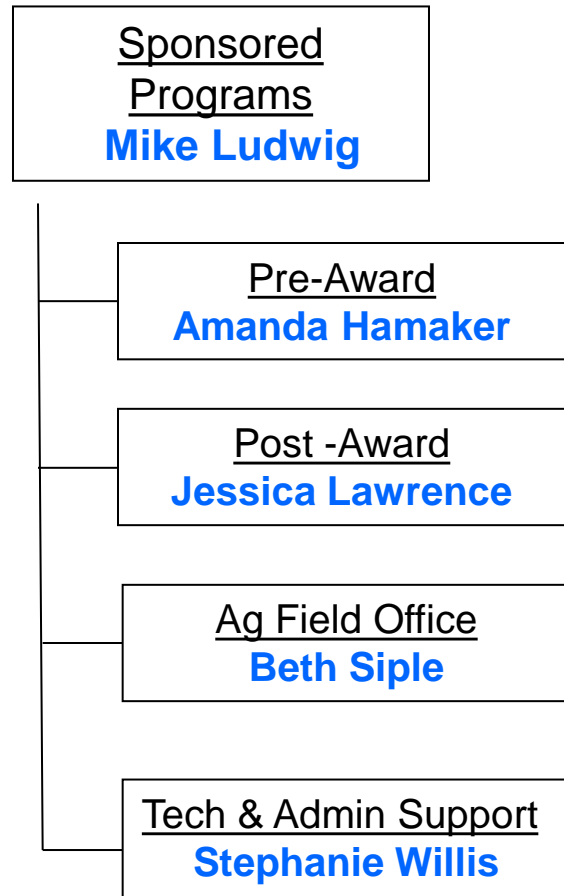 Sponsored
Programs
Mike Ludwig
Pre-Award
Amanda Hamaker
Post -Award
Jessica Lawrence
Ag Field Office
Beth Siple
Tech & Admin Support
Stephanie Willis